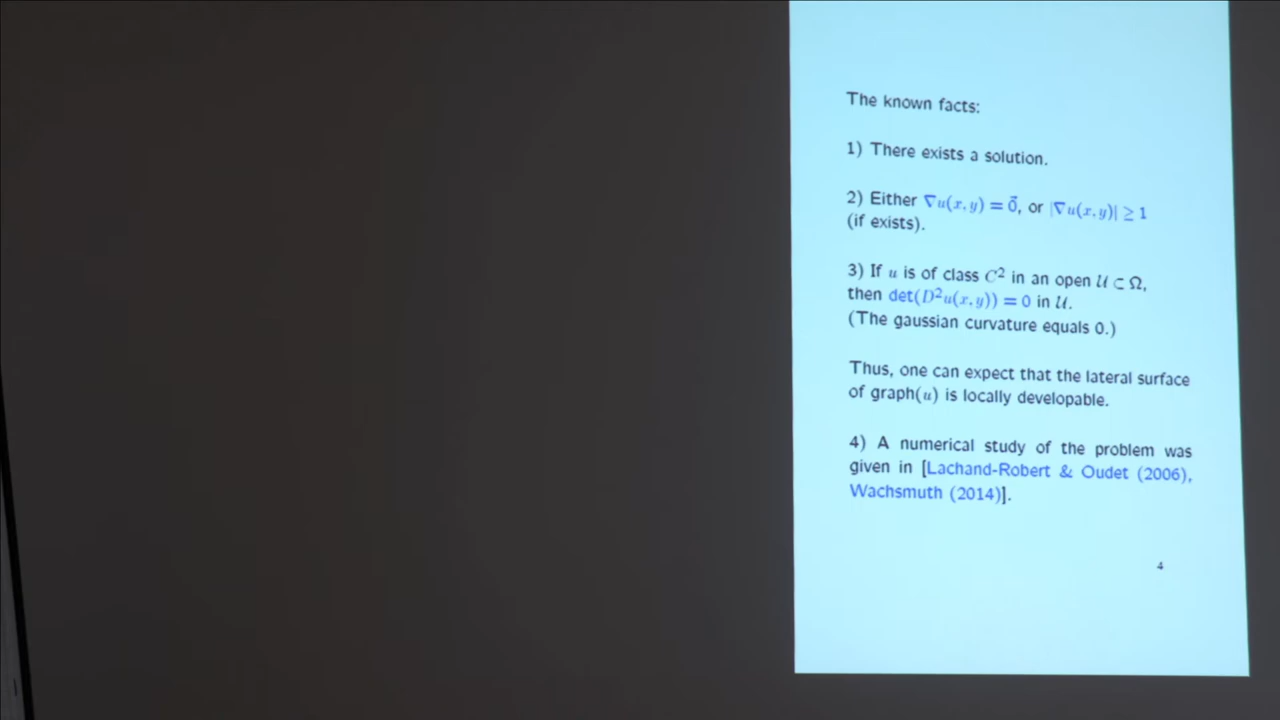 The known facts:
1) There exists a solution.
2) Either ∇u(x, y) = 0⃗, or |∇u(x, y)| ≥ 1
(if exists).
3) If u is of class C² in an open 𝒰 ⊂ Ω,
then det(D²u(x, y)) = 0 in 𝒰.
(The gaussian curvature equals 0.)
Thus, one can expect that the lateral surface
of graph(u) is locally developable.
4) A numerical study of the problem was
given in [Lachand-Robert & Oudet (2006),
Wachsmuth (2014)].
4